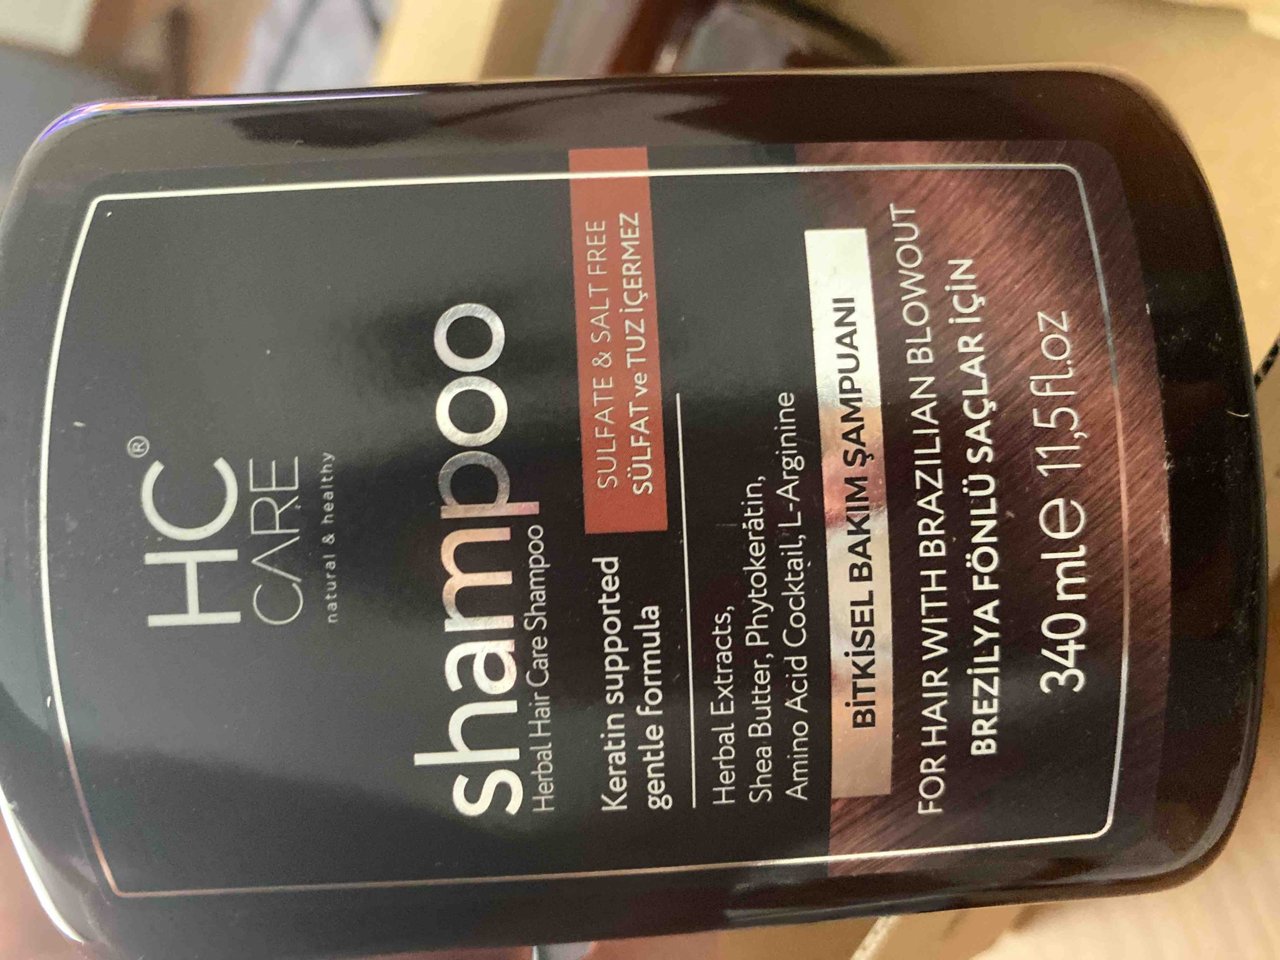 HC®
CARE
natural & healthy
shampoo
Herbal Hair Care Shampoo
SULFATE & SALT FREE
SÜLFAT ve TUZ İÇERMEZ
Keratin supported
gentle formula
Herbal Extracts,
Shea Butter, Phytokerátin,
Amino Acid Cocktail, L-Arginine
BİTKİSEL BAKIM ŞAMPUANI
FOR HAIR WITH BRAZILIAN BLOWOUT
BREZİLYA FÖNLÜ SAÇLAR İÇİN
340 ml e 11,5 fl.oz